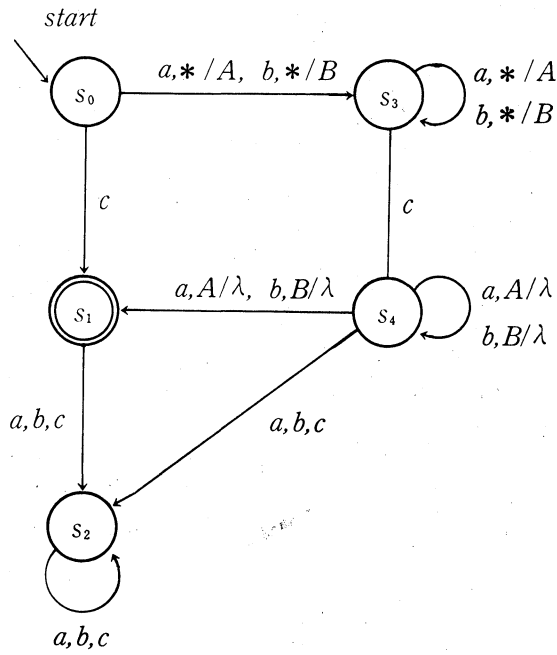 start
a,*/A, b,*/B
S0
S3
a,*/A
b,*/B
c
c
a,A/λ, b,B/λ
S1
S4
a,A/λ
b,B/λ
a,b,c
a,b,c
S2
a,b,c